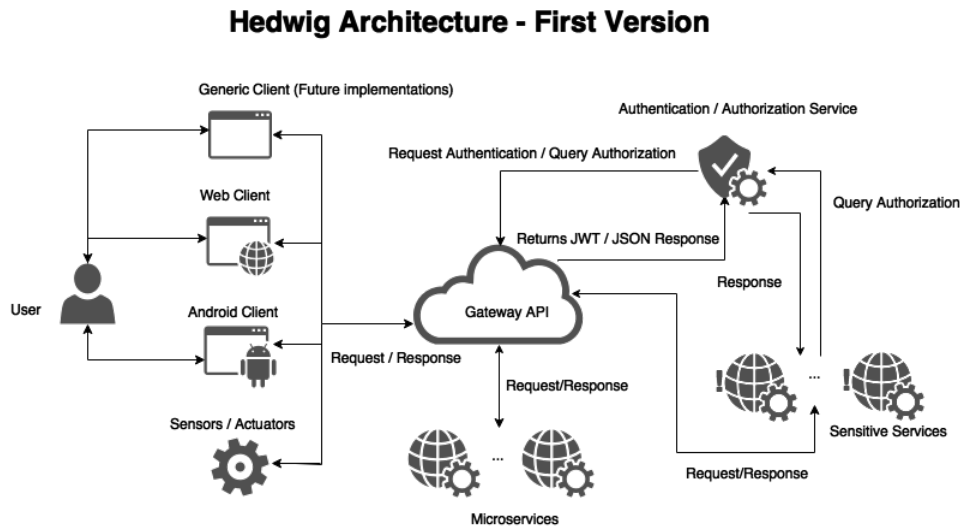 Hedwig Architecture - First Version
Generic Client (Future implementations)
Authentication / Authorization Service
Request Authentication / Query Authorization
Web Client
Query Authorization
Returns JWT / JSON Response
Response
User
Android Client
Gateway API
Request / Response
Request/Response
! ... !
Sensors / Actuators
Sensitive Services
...
Request/Response
Microservices